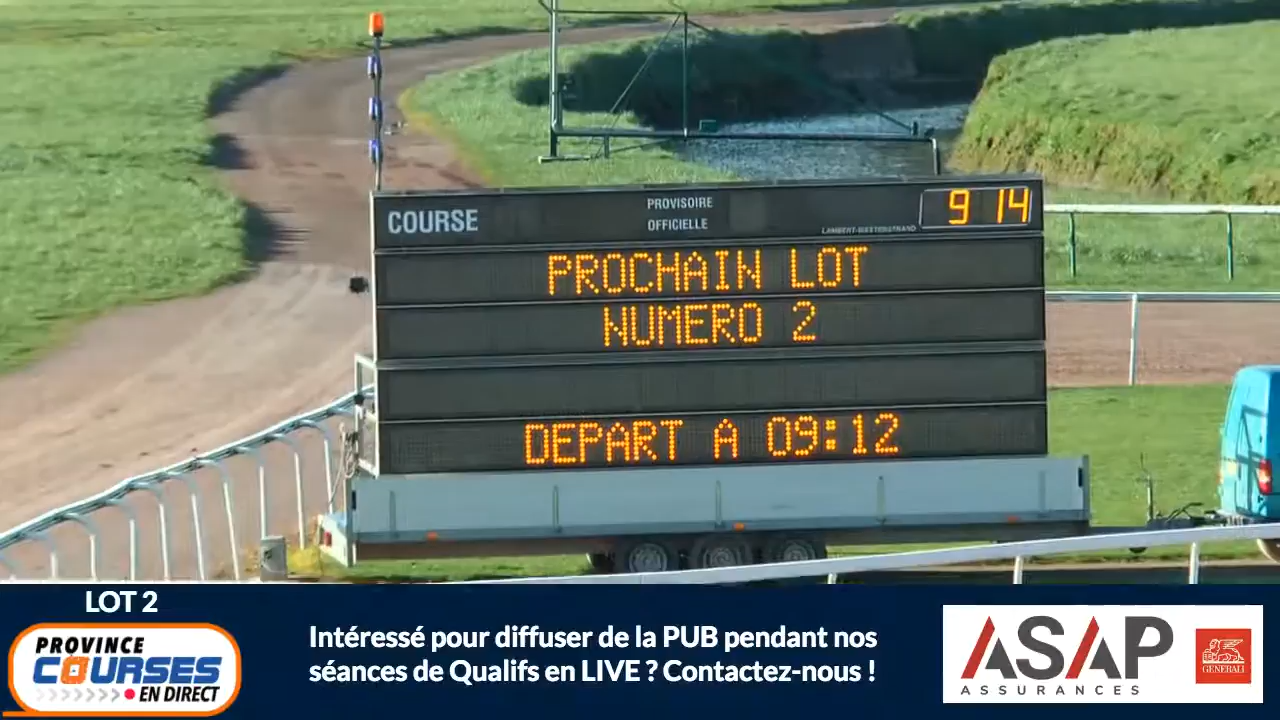 COURSE
PROVISOIRE
OFFICIELLE
9 14
PROCHAIN LOT
NUMERO 2
DEPART A 09:12
LOT 2
PROVINCE
COURSES
EN DIRECT
Intéressé pour diffuser de la PUB pendant nos
séances de Qualifs en LIVE ? Contactez-nous !
ASAP
ASSURANCES
GENERALI